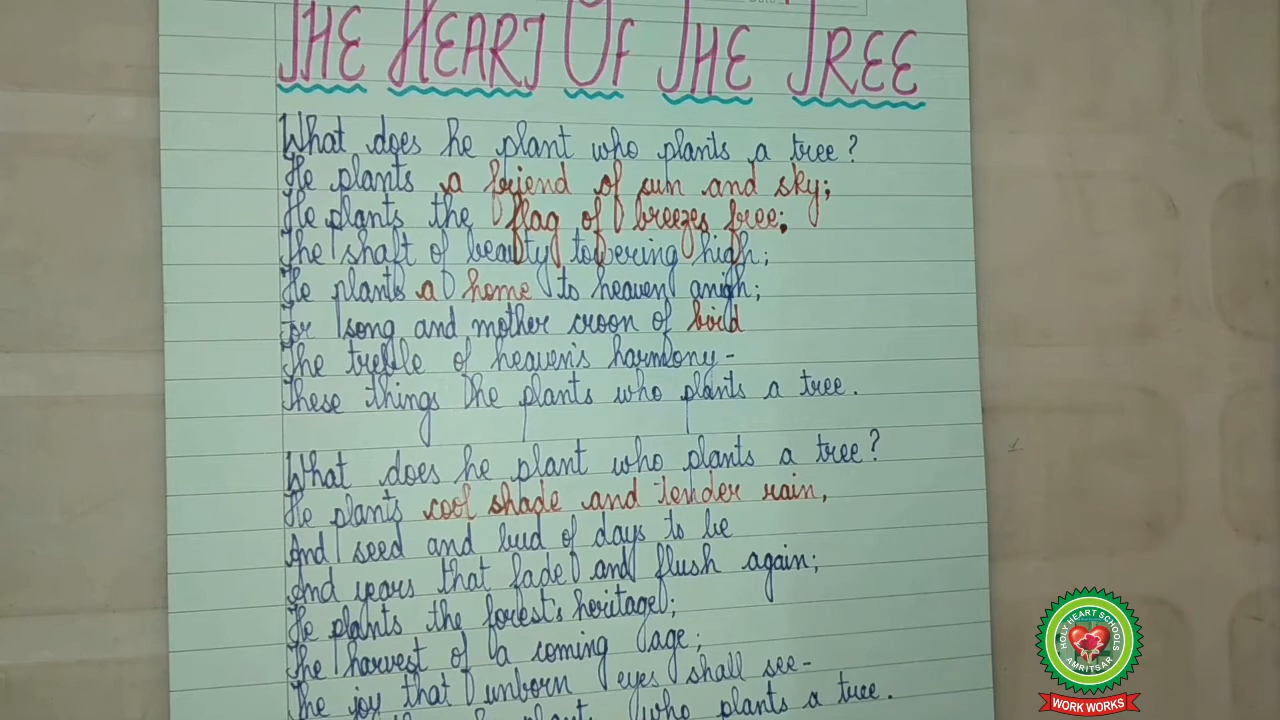 THE HEART OF THE TREE
What does he plant who plants a tree?
He plants a friend of sun and sky;
He plants the flag of breezes free;
The shaft of beauty towering high;
He plants a home to heaven anigh;
For song and mother croon of bird
The treble of heaven's harmony-
These things he plants who plants a tree.
What does he plant who plants a tree?
He plants cool shade and tender rain,
And seed and bud of days to be
And years that fade and flush again;
He plants the forest's heritage;
The harvest of a coming age;
The joy that unborn eyes shall see-
plant who plants a tree.
HOLY HEART SCHOOLS
AMRITSAR
WORK WORKS